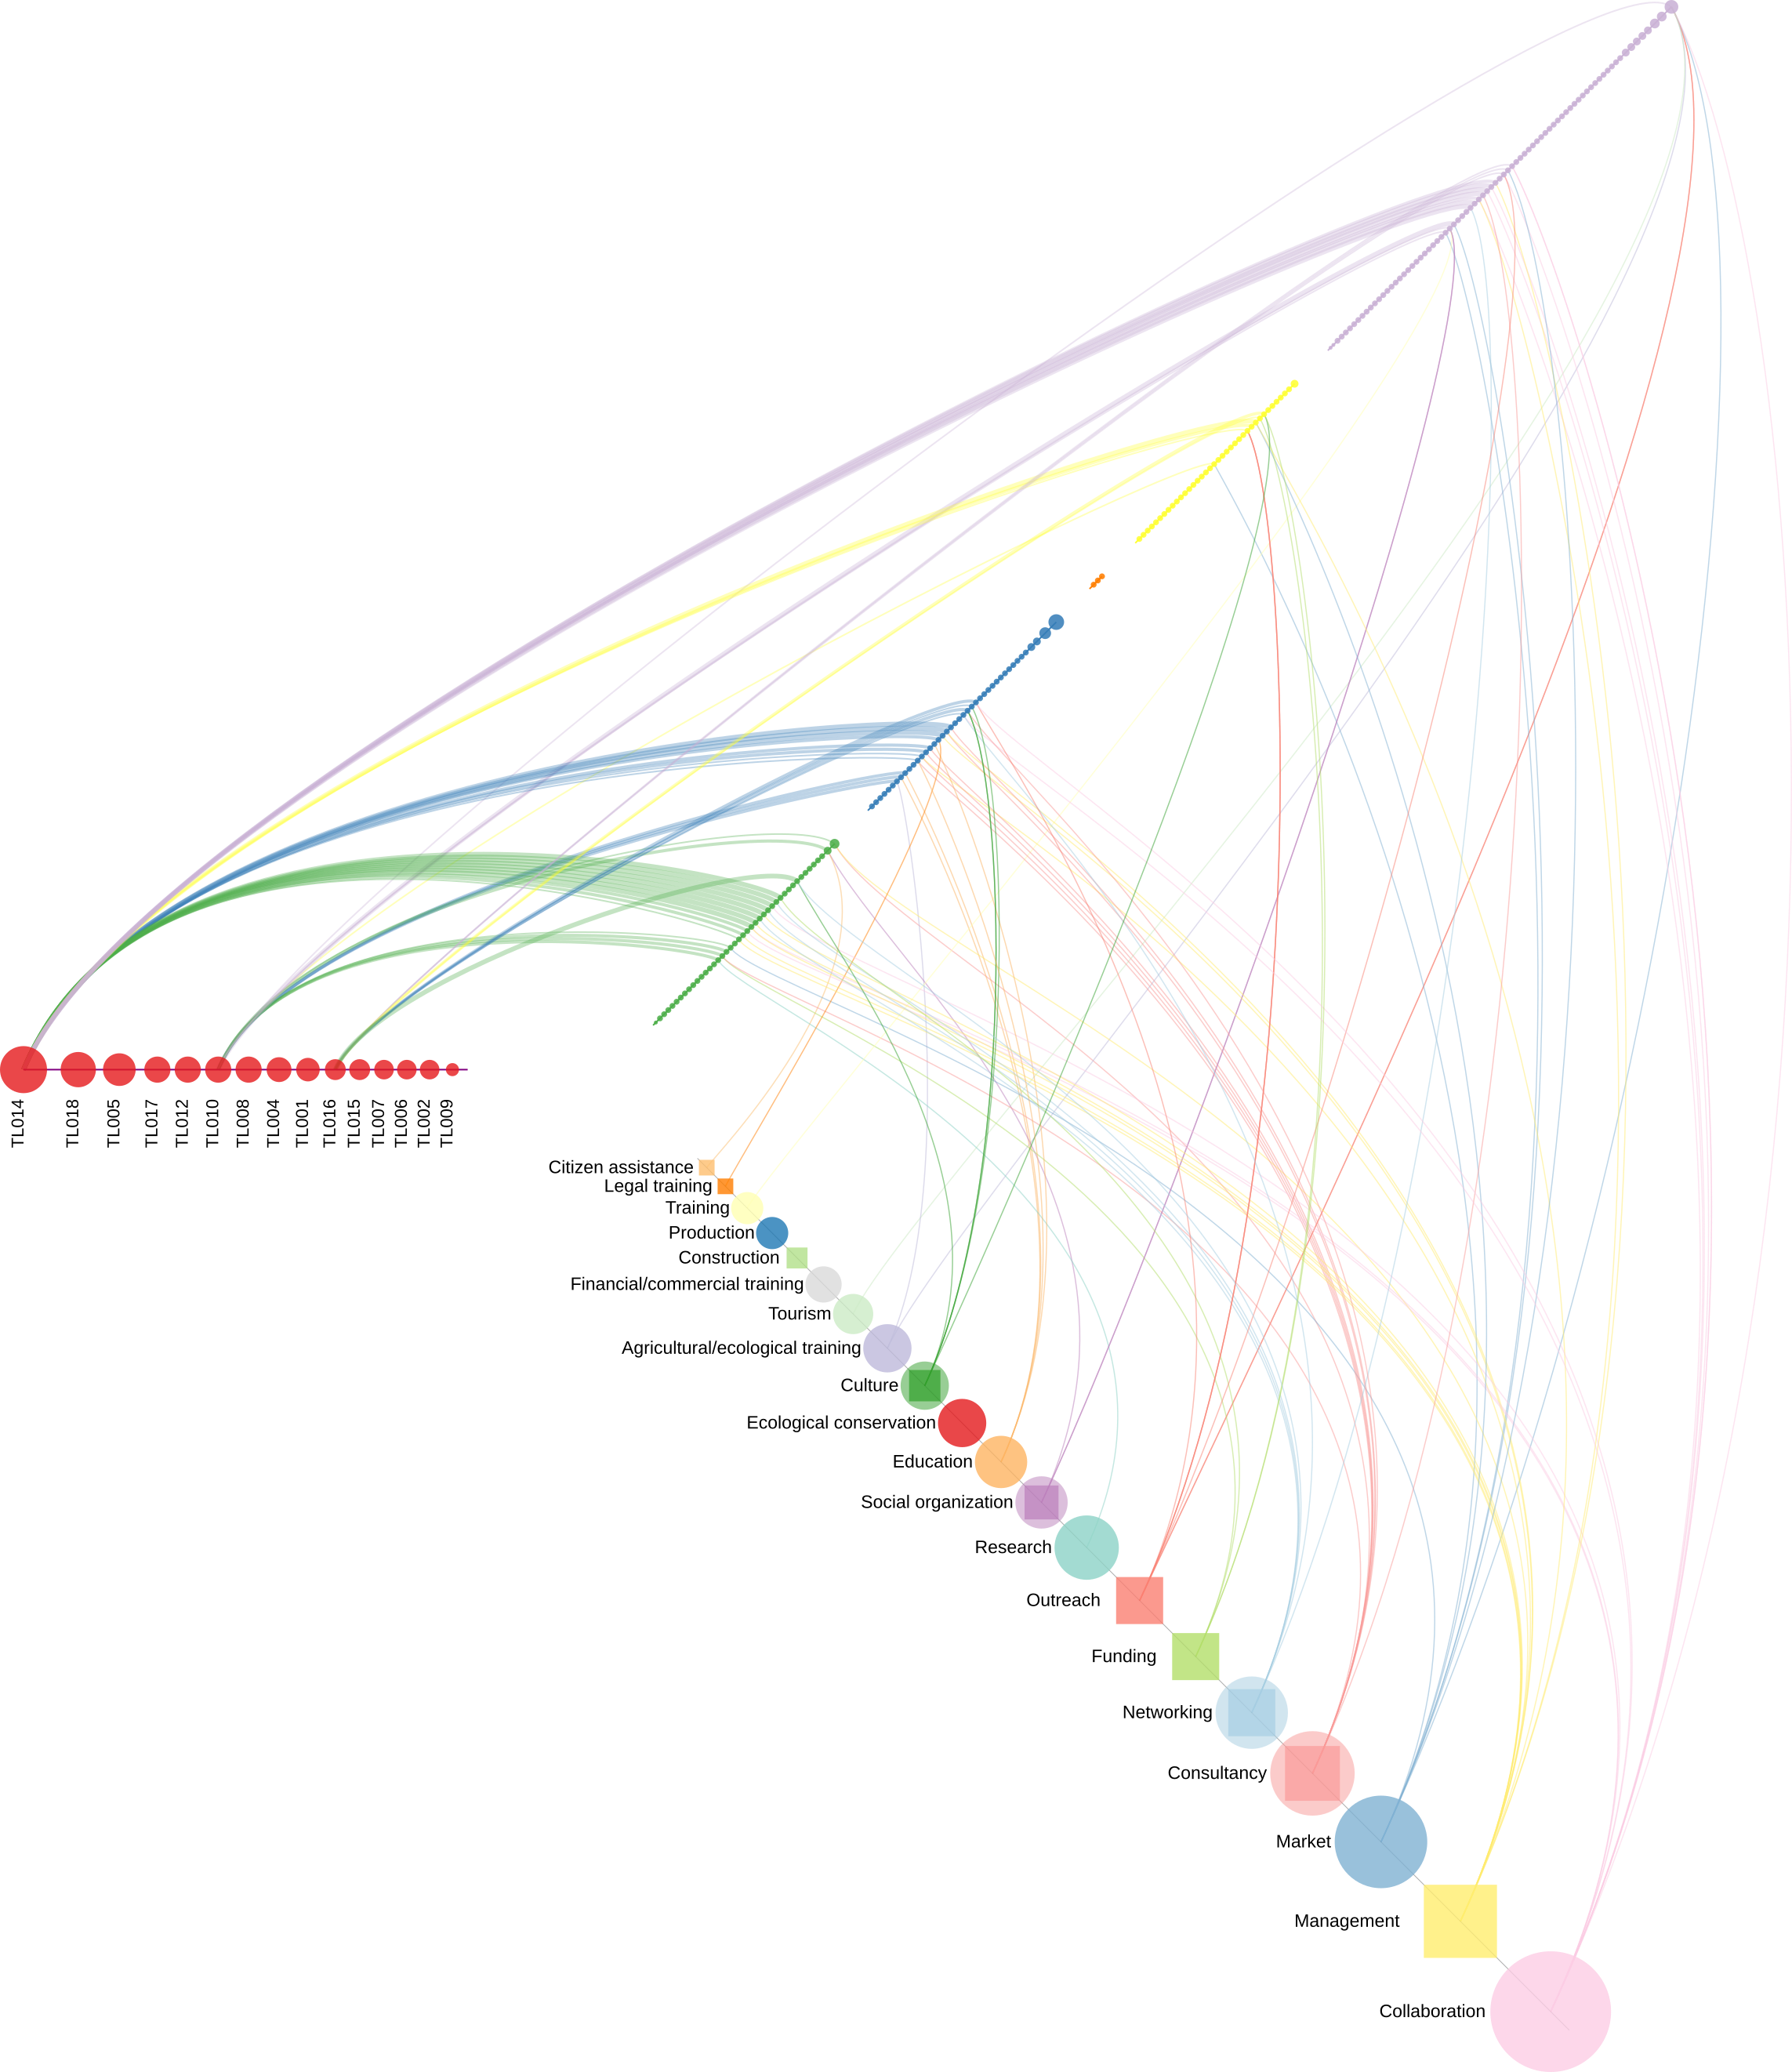 TL014
TL018
TL005
TL017
TL012
TL010
TL008
TL004
TL001
TL016
TL015
TL007
TL006
TL002
TL009
Citizen assistance
Legal training
Training
Production
Construction
Financial/commercial training
Tourism
Agricultural/ecological training
Culture
Ecological conservation
Education
Social organization
Research
Outreach
Funding
Networking
Consultancy
Market
Management
Collaboration